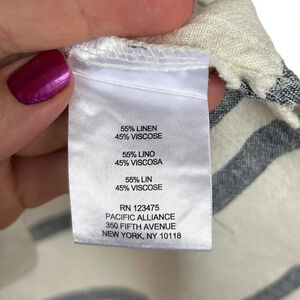 55% LINEN
45% VISCOSE
55% LINO
45% VISCOSA
55% LIN
45% VISCOSE
RN 123475
PACIFIC ALLIANCE
350 FIFTH AVENUE
NEW YORK, NY 10118